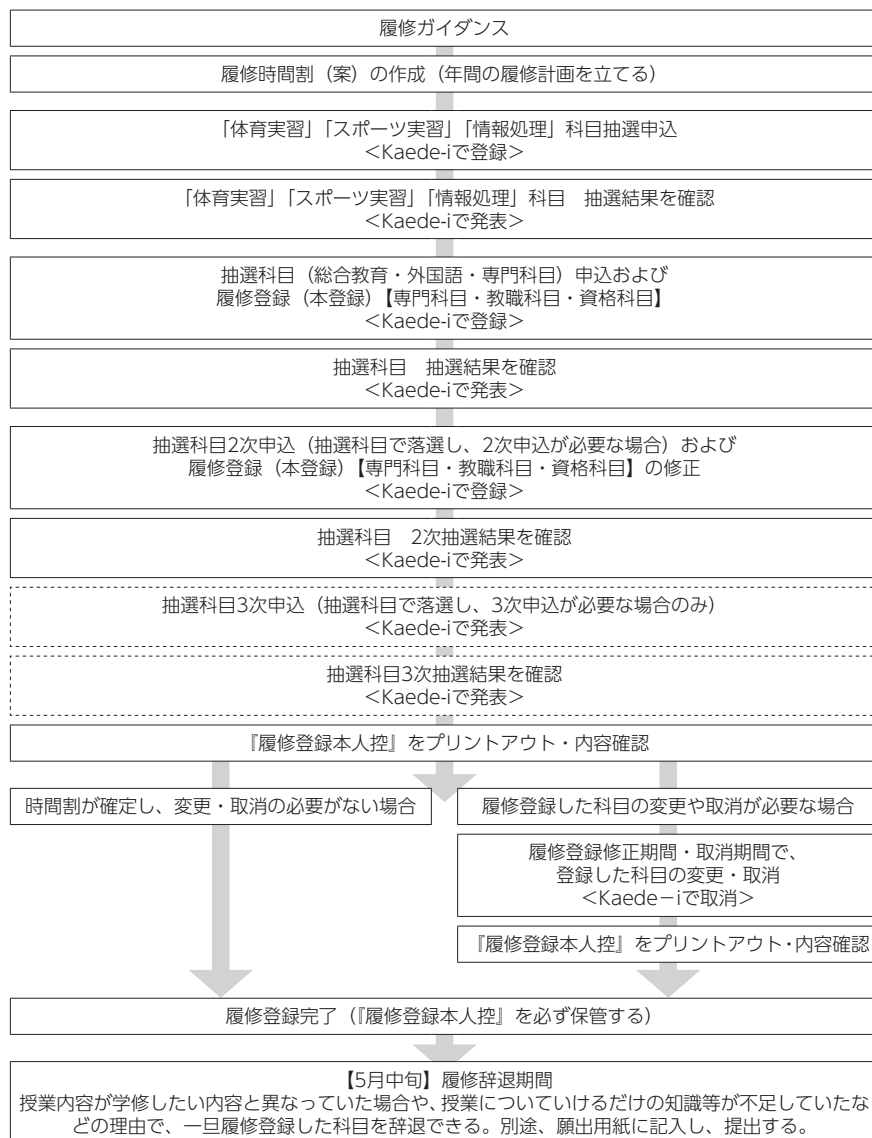 履修ガイダンス
履修時間割（案）の作成（年間の履修計画を立てる）
「体育実習」「スポーツ実習」「情報処理」科目抽選申込
＜Kaede-iで登録＞
「体育実習」「スポーツ実習」「情報処理」科目　抽選結果を確認
＜Kaede-iで発表＞
抽選科目（総合教育・外国語・専門科目）申込および
履修登録（本登録）【専門科目・教職科目・資格科目】
＜Kaede-iで登録＞
抽選科目　抽選結果を確認
＜Kaede-iで発表＞
抽選科目2次申込（抽選科目で落選し、2次申込が必要な場合）および
履修登録（本登録）【専門科目・教職科目・資格科目】の修正
＜Kaede-iで登録＞
抽選科目　2次抽選結果を確認
＜Kaede-iで発表＞
抽選科目3次申込（抽選科目で落選し、3次申込が必要な場合のみ）
＜Kaede-iで発表＞
抽選科目3次抽選結果を確認
＜Kaede-iで発表＞
『履修登録本人控』をプリントアウト・内容確認
時間割が確定し、変更・取消の必要がない場合
履修登録した科目の変更や取消が必要な場合
履修登録修正期間・取消期間で、
登録した科目の変更・取消
＜Kaede－iで取消＞
『履修登録本人控』をプリントアウト・内容確認
履修登録完了（『履修登録本人控』を必ず保管する）
【5月中旬】履修辞退期間
授業内容が学修したい内容と異なっていた場合や、授業についていけるだけの知識等が不足していたな
どの理由で、一旦履修登録した科目を辞退できる。別途、願出用紙に記入し、提出する。